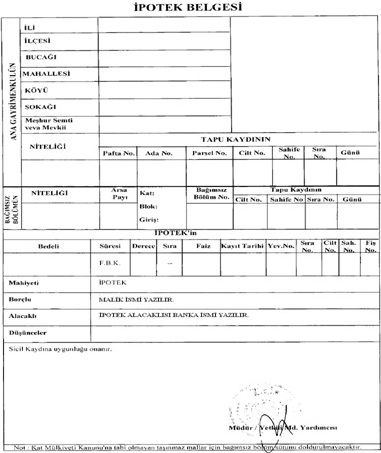 İPOTEK BELGESİ
ANA GAYRİMENKULÜN
İLİ
İLÇESİ
BUCAĞI
MAHALLESİ
KÖYÜ
SOKAĞI
Meşhur Semti
veya Mevkii
NİTELİĞİ
TAPU KAYDININ
Pafta No. Ada No. Parsel No. Cilt No. Sahife No. Sıra No. Günü
BAĞIMSIZ BÖLÜMÜN
NİTELİĞİ
Arsa Payı
Kat:
Blok:
Giriş:
Bağımsız Bölüm No.
Tapu Kaydının
Cilt No. Sahife No Sıra No. Günü
İPOTEK'in
Bedeli Süresi Derece Sıra Faiz Kayıt Tarihi Yev.No. Sıra No. Cilt No. Sah. No. Fiş No.
F.B.K. --
Mahiyeti İPOTEK
Borçlu MALİK İSMİ YAZILIR.
Alacaklı İPOTEK ALACAKLISI BANKA İSMİ YAZILIR.
Düşünceler
Sicil Kaydına uygunluğu onanır.
Müdür / Yetkili Md. Yardımcısı
Not : Kat Mülkiyeti Kanunu'na tabi olmayan taşınmaz mallar için bağımsız bölüm sütunu doldurulmayacaktır.